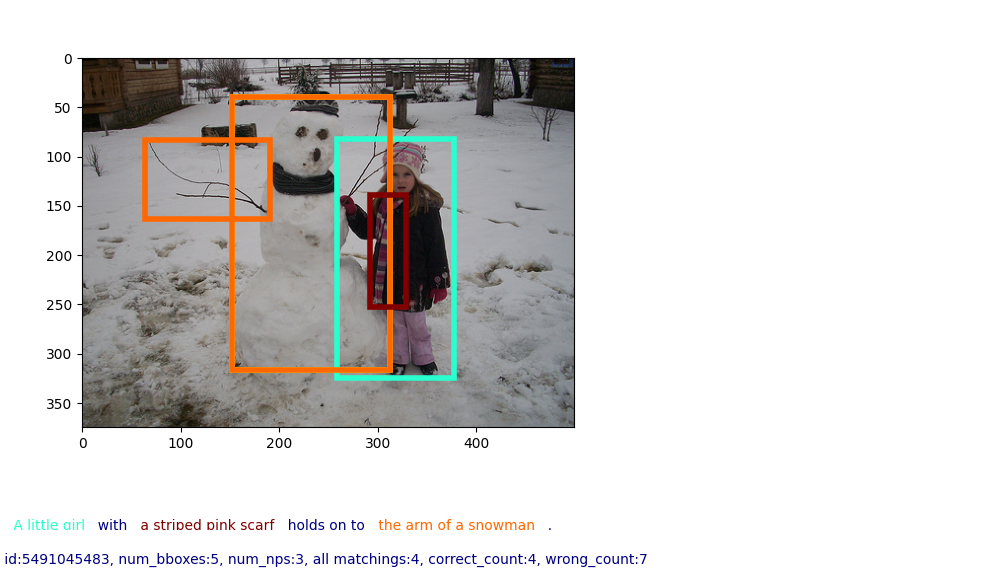 0
50
100
150
200
250
300
350
0 100 200 300 400
A little girl with a striped pink scarf holds on to the arm of a snowman .
id:5491045483, num_bboxes:5, num_nps:3, all matchings:4, correct_count:4, wrong_count:7